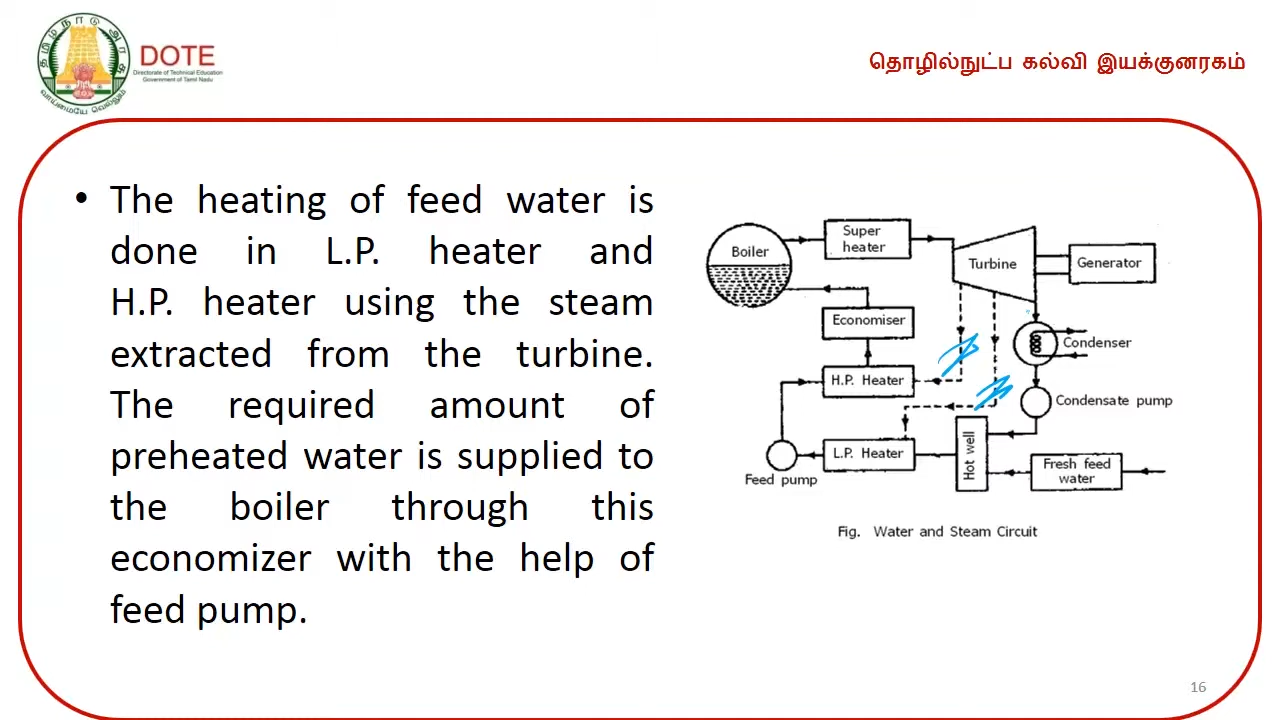 தமிழ்நாடு அரசு
வாய்மையே வெல்லும்
DOTE
Directorate of Technical Education
Government of Tamil Nadu
தொழில்நுட்ப கல்வி இயக்குனரகம்
• The heating of feed water is
done in L.P. heater and
H.P. heater using the steam
extracted from the turbine.
The required amount of
preheated water is supplied to
the boiler through this
economizer with the help of
feed pump.
Boiler
Super
heater
Turbine
Generator
Economiser
Condenser
H.P. Heater
Condensate pump
L.P. Heater
Hot well
Fresh feed
water
Feed pump
Fig. Water and Steam Circuit
16